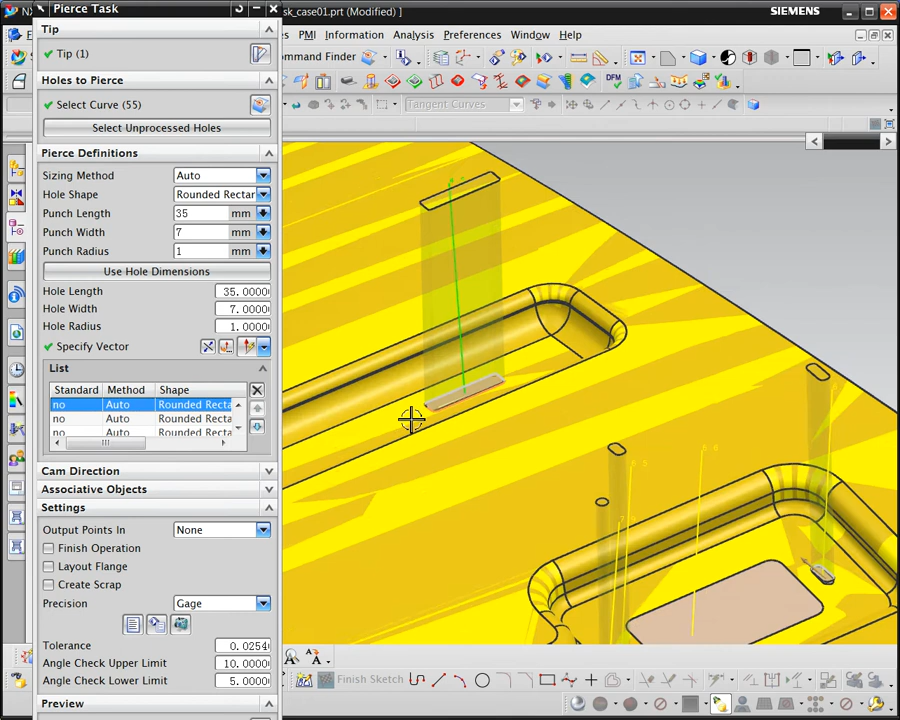 Pierce Task
sk_case01.prt (Modified) ]
SIEMENS
PMI Information Analysis Preferences Window Help
Command Finder
Tangent Curves
DFM
Tip
Tip (1)
Holes to Pierce
Select Curve (55)
Select Unprocessed Holes
Pierce Definitions
Sizing Method Auto
Hole Shape Rounded Rectar
Punch Length 35 mm
Punch Width 7 mm
Punch Radius 1 mm
Use Hole Dimensions
Hole Length 35.0000
Hole Width 7.0000
Hole Radius 1.0000
Specify Vector
List
Standard Method Shape
no Auto Rounded Recta
no Auto Rounded Recta
no Auto Rounded Recta
Cam Direction
Associative Objects
Settings
Output Points In None
Finish Operation
Layout Flange
Create Scrap
Precision Gage
Tolerance 0.0254
Angle Check Upper Limit 10.0000
Angle Check Lower Limit 5.0000
Preview
Finish Sketch